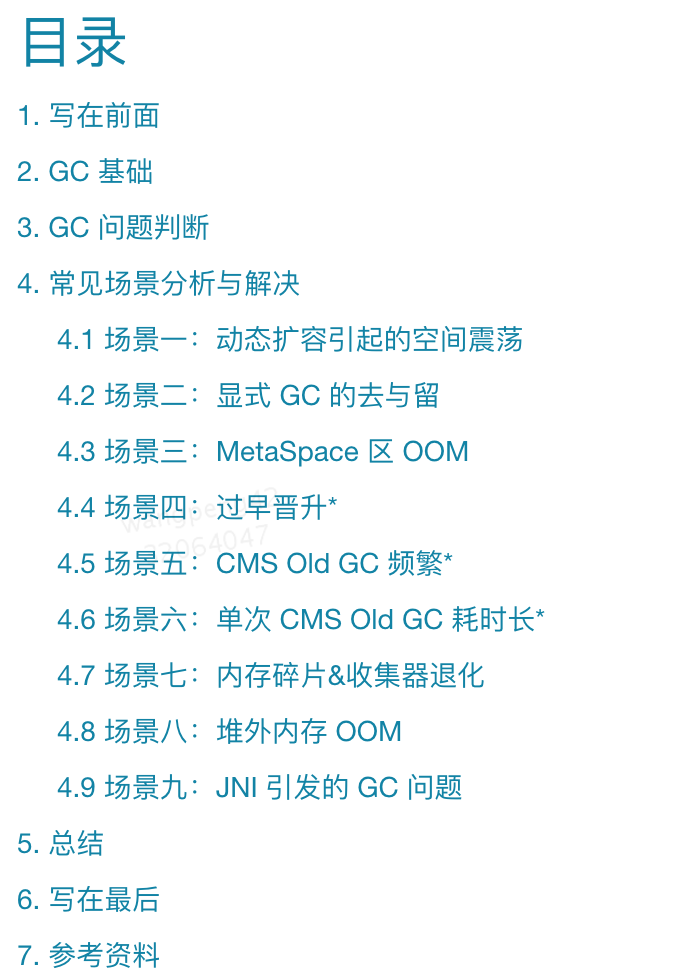 目录
1. 写在前面
2. GC 基础
3. GC 问题判断
4. 常见场景分析与解决
4.1 场景一：动态扩容引起的空间震荡
4.2 场景二：显式 GC 的去与留
4.3 场景三：MetaSpace 区 OOM
4.4 场景四：过早晋升*
4.5 场景五：CMS Old GC 频繁*
4.6 场景六：单次 CMS Old GC 耗时长*
4.7 场景七：内存碎片&收集器退化
4.8 场景八：堆外内存 OOM
4.9 场景九：JNI 引发的 GC 问题
5. 总结
6. 写在最后
7. 参考资料